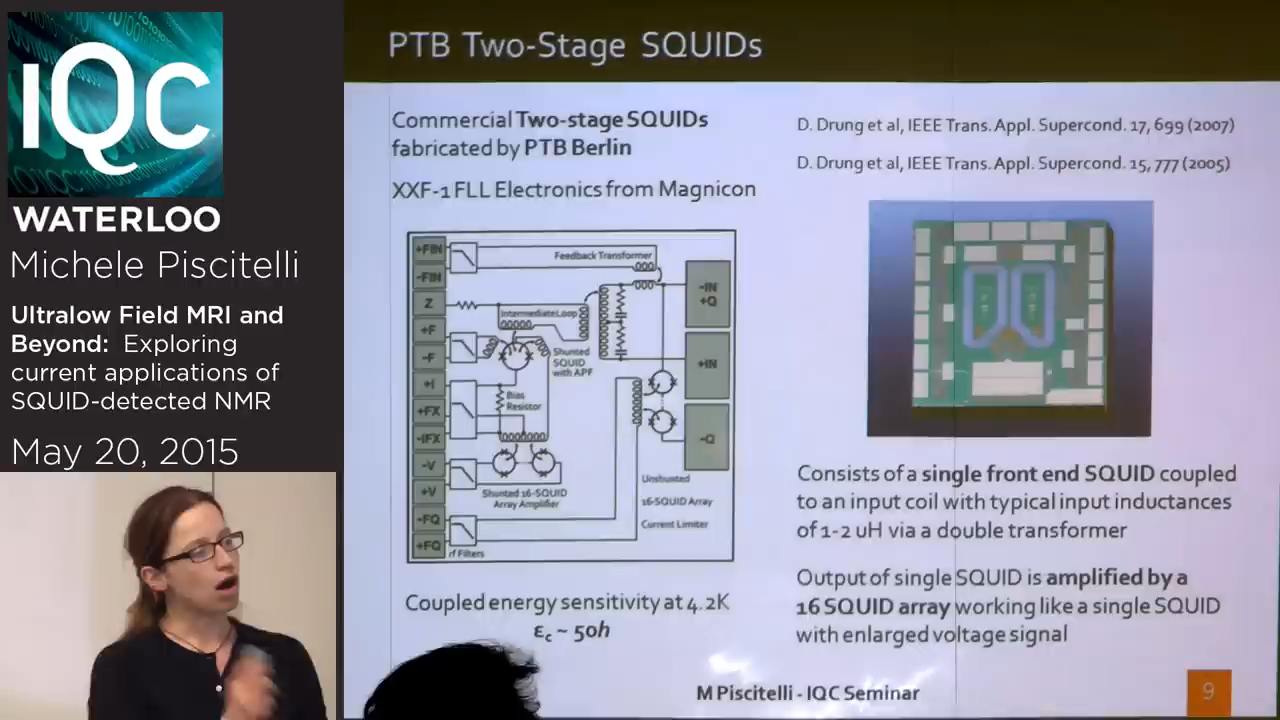 IQC
WATERLOO
Michele Piscitelli
Ultralow Field MRI and
Beyond: Exploring
current applications of
SQUID-detected NMR
May 20, 2015
PTB Two-Stage SQUIDs
Commercial Two-stage SQUIDs
fabricated by PTB Berlin
XXF-1 FLL Electronics from Magnicon
+FIN
-FIN
Z
+F
-F
+I
+FX
-IFX
-V
+V
-FQ
+FQ
Feedback Transformer
Intermediate Loop
Shunted
SQUID
with APF
Bias
Resistor
Shunted 16-SQUID
Array Amplifier
rf Filters
-IN
+Q
+IN
-Q
Unshunted
16-SQUID Array
Current Limiter
Coupled energy sensitivity at 4.2K
εc ~ 50h
D. Drung et al, IEEE Trans. Appl. Supercond. 17, 699 (2007)
D. Drung et al, IEEE Trans. Appl. Supercond. 15, 777 (2005)
Consists of a single front end SQUID coupled
to an input coil with typical input inductances
of 1-2 uH via a double transformer
Output of single SQUID is amplified by a
16 SQUID array working like a single SQUID
with enlarged voltage signal
M Piscitelli - IQC Seminar
9